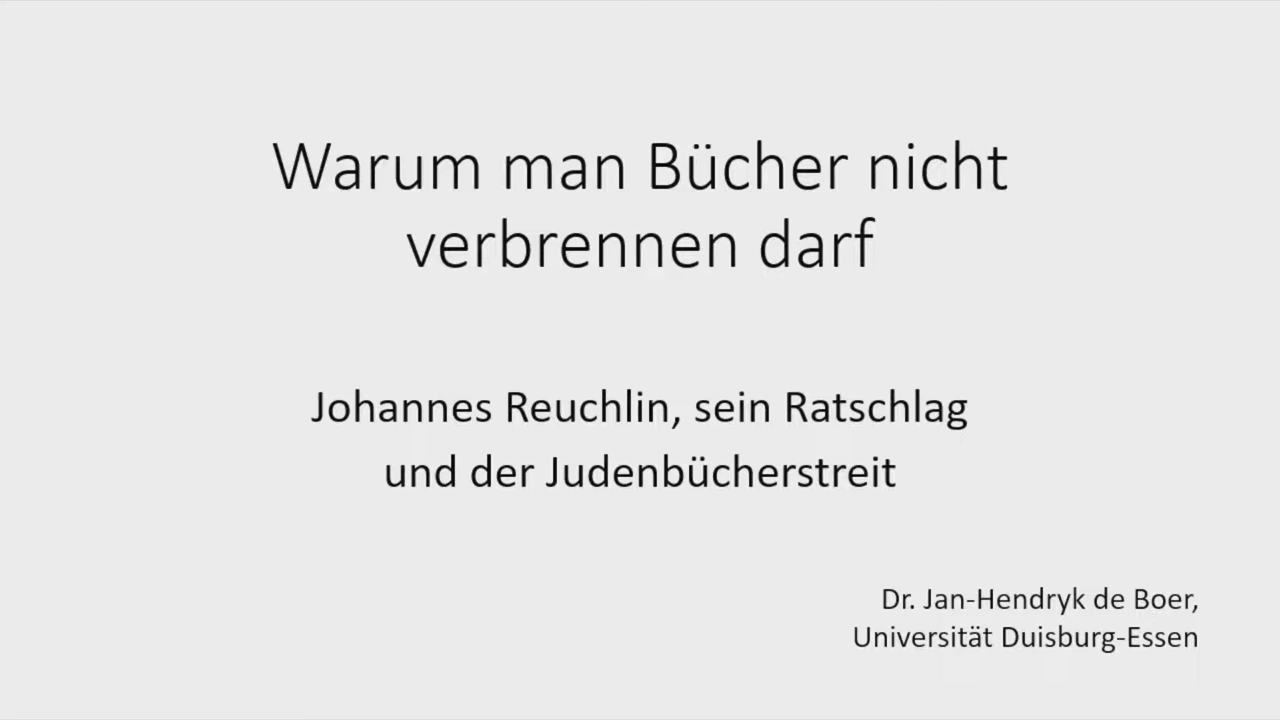 Warum man Bücher nicht
verbrennen darf
Johannes Reuchlin, sein Ratschlag
und der Judenbücherstreit
Dr. Jan-Hendryk de Boer,
Universität Duisburg-Essen